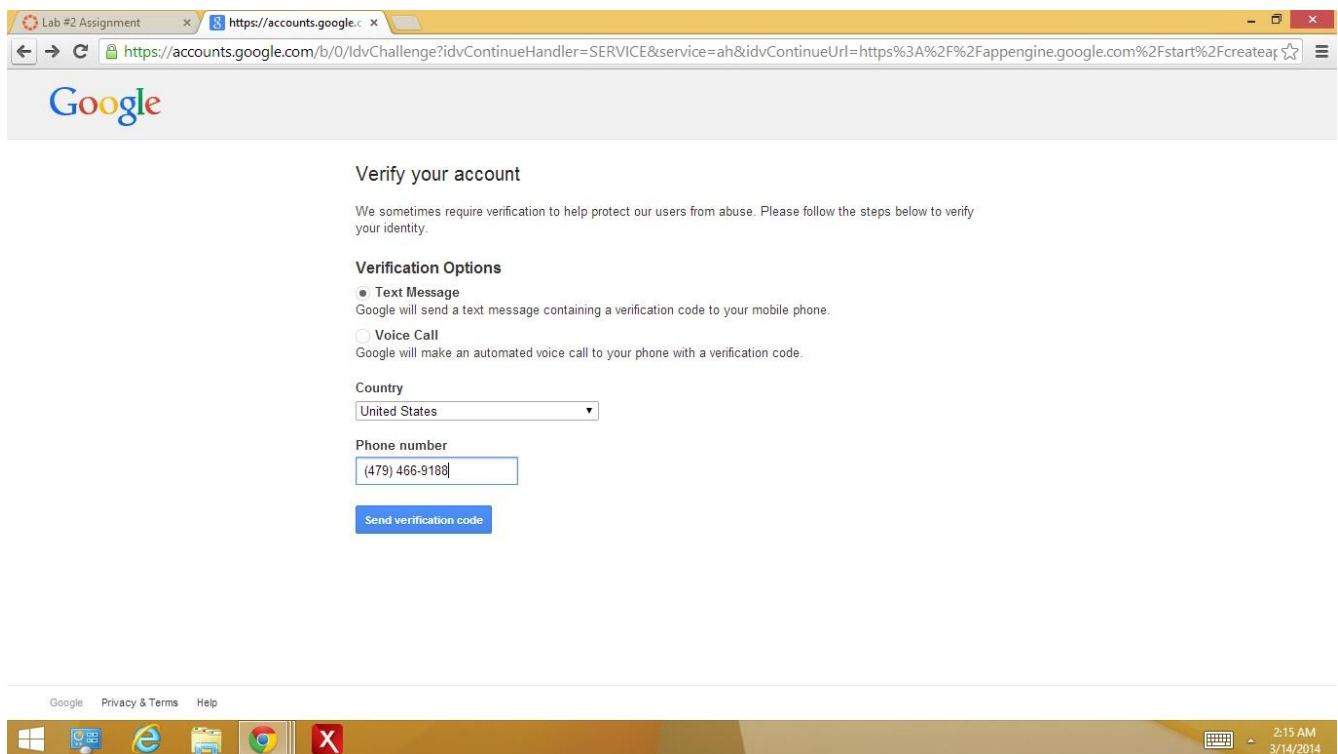 Lab #2 Assignment
https://accounts.google.c
https://accounts.google.com/b/0/IdvChallenge?idvContinueHandler=SERVICE&service=ah&idvContinueUrl=https%3A%2F%2Fappengine.google.com%2Fstart%2Fcreateap
Google
Verify your account
We sometimes require verification to help protect our users from abuse. Please follow the steps below to verify
your identity.
Verification Options
Text Message
Google will send a text message containing a verification code to your mobile phone.
Voice Call
Google will make an automated voice call to your phone with a verification code.
Country
United States
Phone number
(479) 466-9188
Send verification code
Google Privacy & Terms Help
2:15 AM
3/14/2014